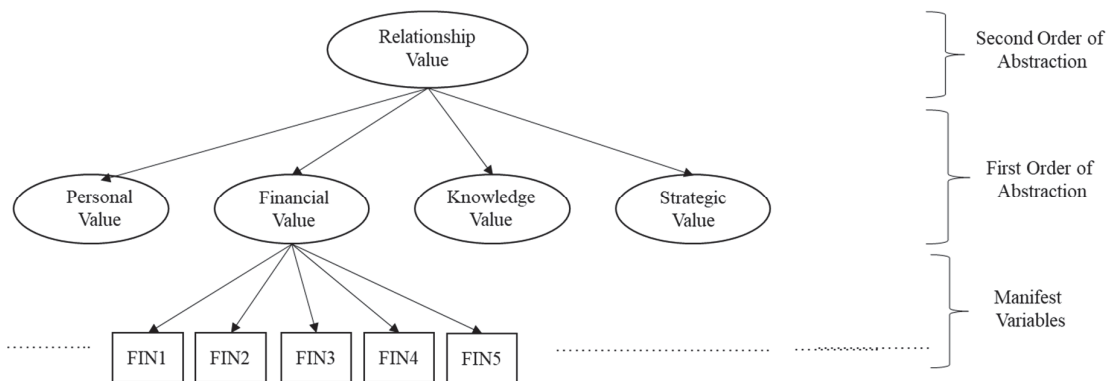 Relationship
Value
Second Order of
Abstraction
Personal
Value
Financial
Value
Knowledge
Value
Strategic
Value
First Order of
Abstraction
FIN1
FIN2
FIN3
FIN4
FIN5
Manifest
Variables